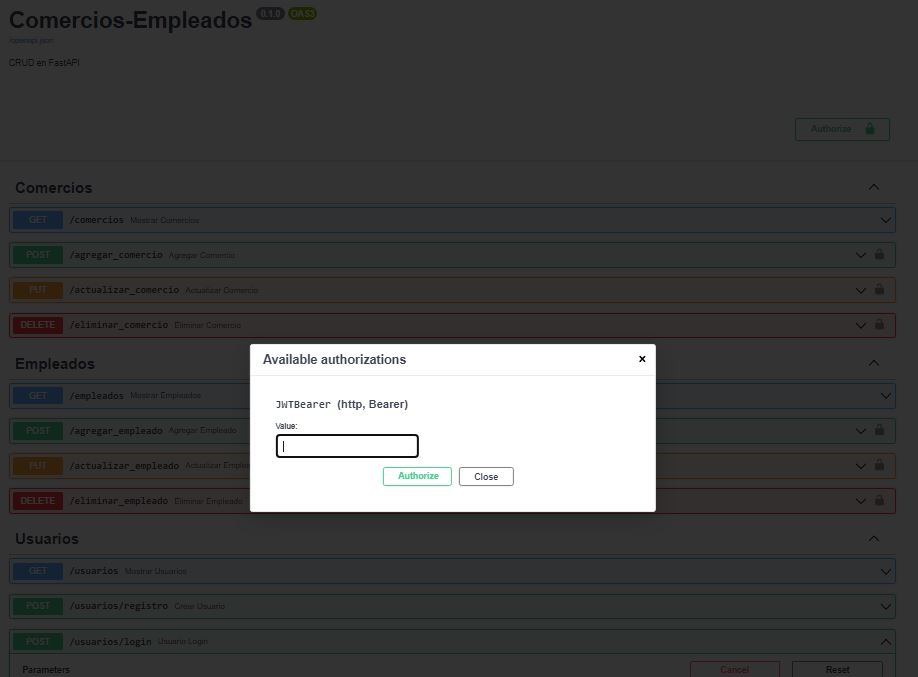 Comercios-Empleados 0.1.0 OAS3
/openapi.json
CRUD en FastAPI
Authorize
Comercios
GET /comercios Mostrar Comercios
POST /agregar_comercio Agregar Comercio
PUT /actualizar_comercio Actualizar Comercio
DELETE /eliminar_comercio Eliminar Comercio
Available authorizations ×
Empleados
GET /empleados Mostrar Empleados
JWTBearer (http, Bearer)
Value:
POST /agregar_empleado Agregar Empleado
PUT /actualizar_empleado Actualizar Empleado
Authorize Close
DELETE /eliminar_empleado Eliminar Empleado
Usuarios
GET /usuarios Mostrar Usuarios
POST /usuarios/registro Crear Usuario
POST /usuarios/login Usuario Login
Parameters Cancel Reset